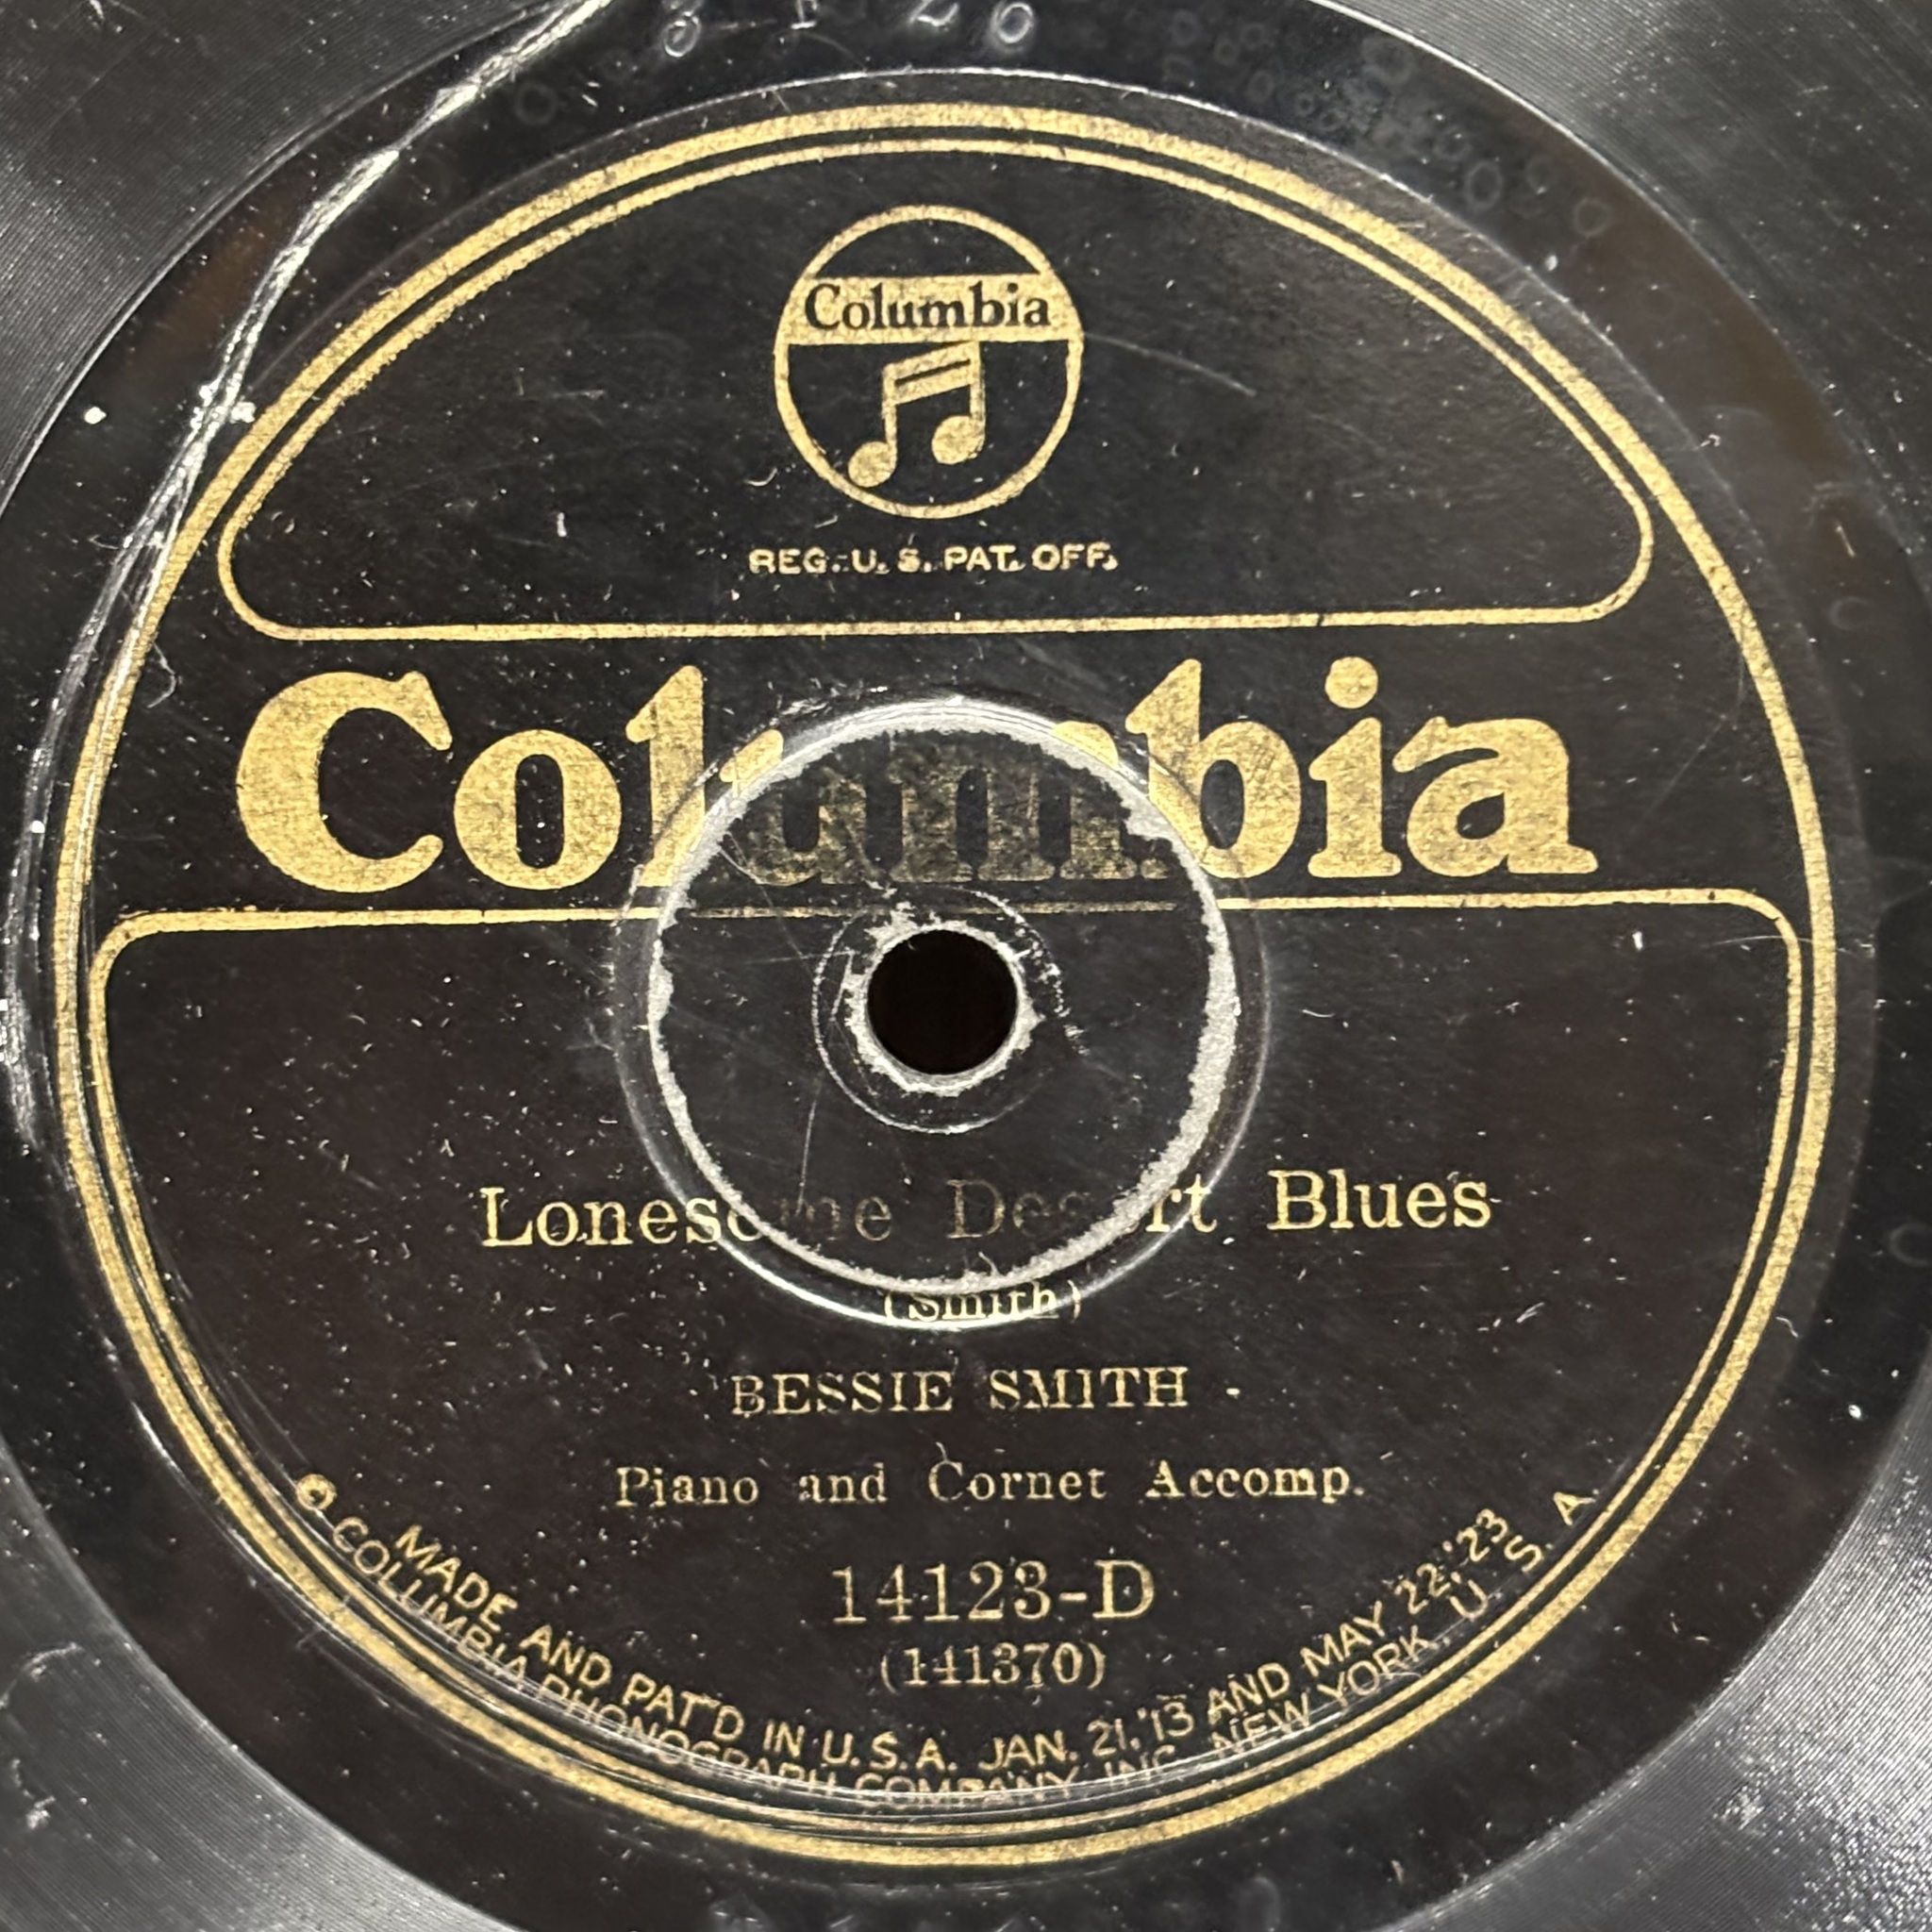 Columbia
REG. U. S. PAT. OFF.
Columbia
Lonesome Desert Blues
(Smith)
BESSIE SMITH
Piano and Cornet Accomp.
14123-D
(141370)
MADE AND PAT'D IN U.S.A. JAN. 21, '13 AND MAY 22, '23
COLUMBIA PHONOGRAPH COMPANY, INC. NEW YORK, U. S. A.